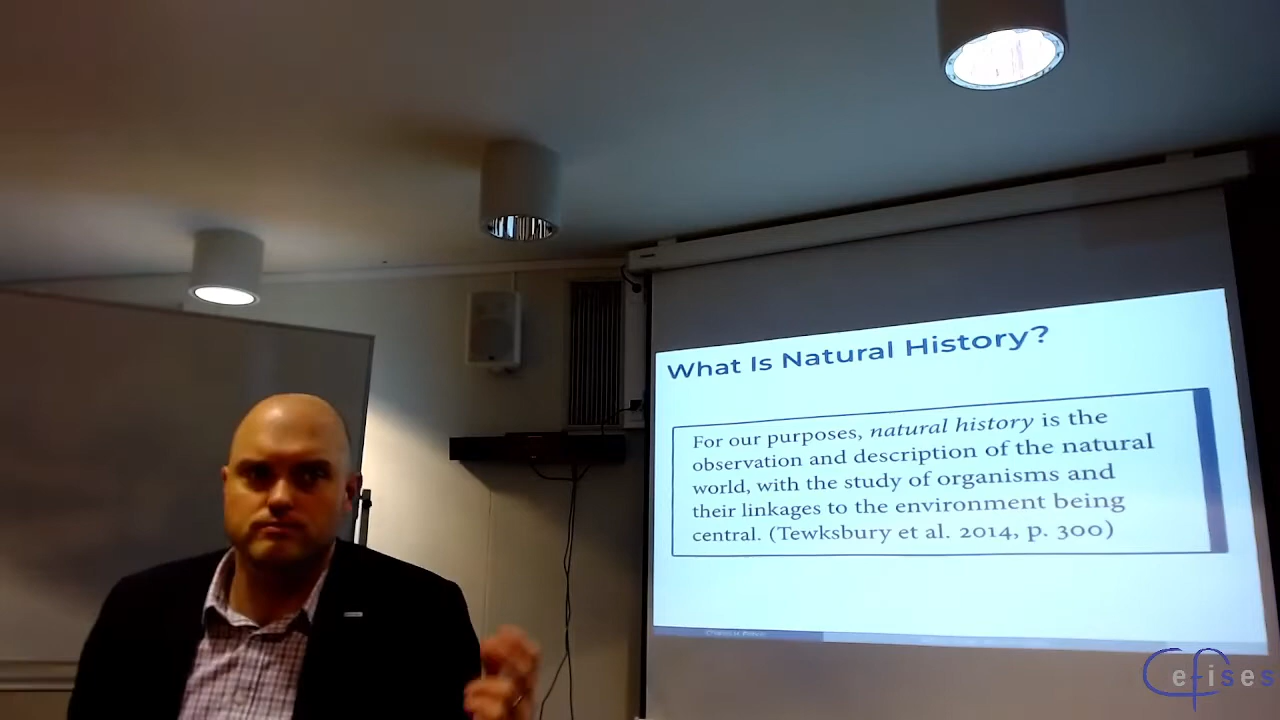 What Is Natural History?
For our purposes, natural history is the
observation and description of the natural
world, with the study of organisms and
their linkages to the environment being
central. (Tewksbury et al. 2014, p. 300)
Cefises